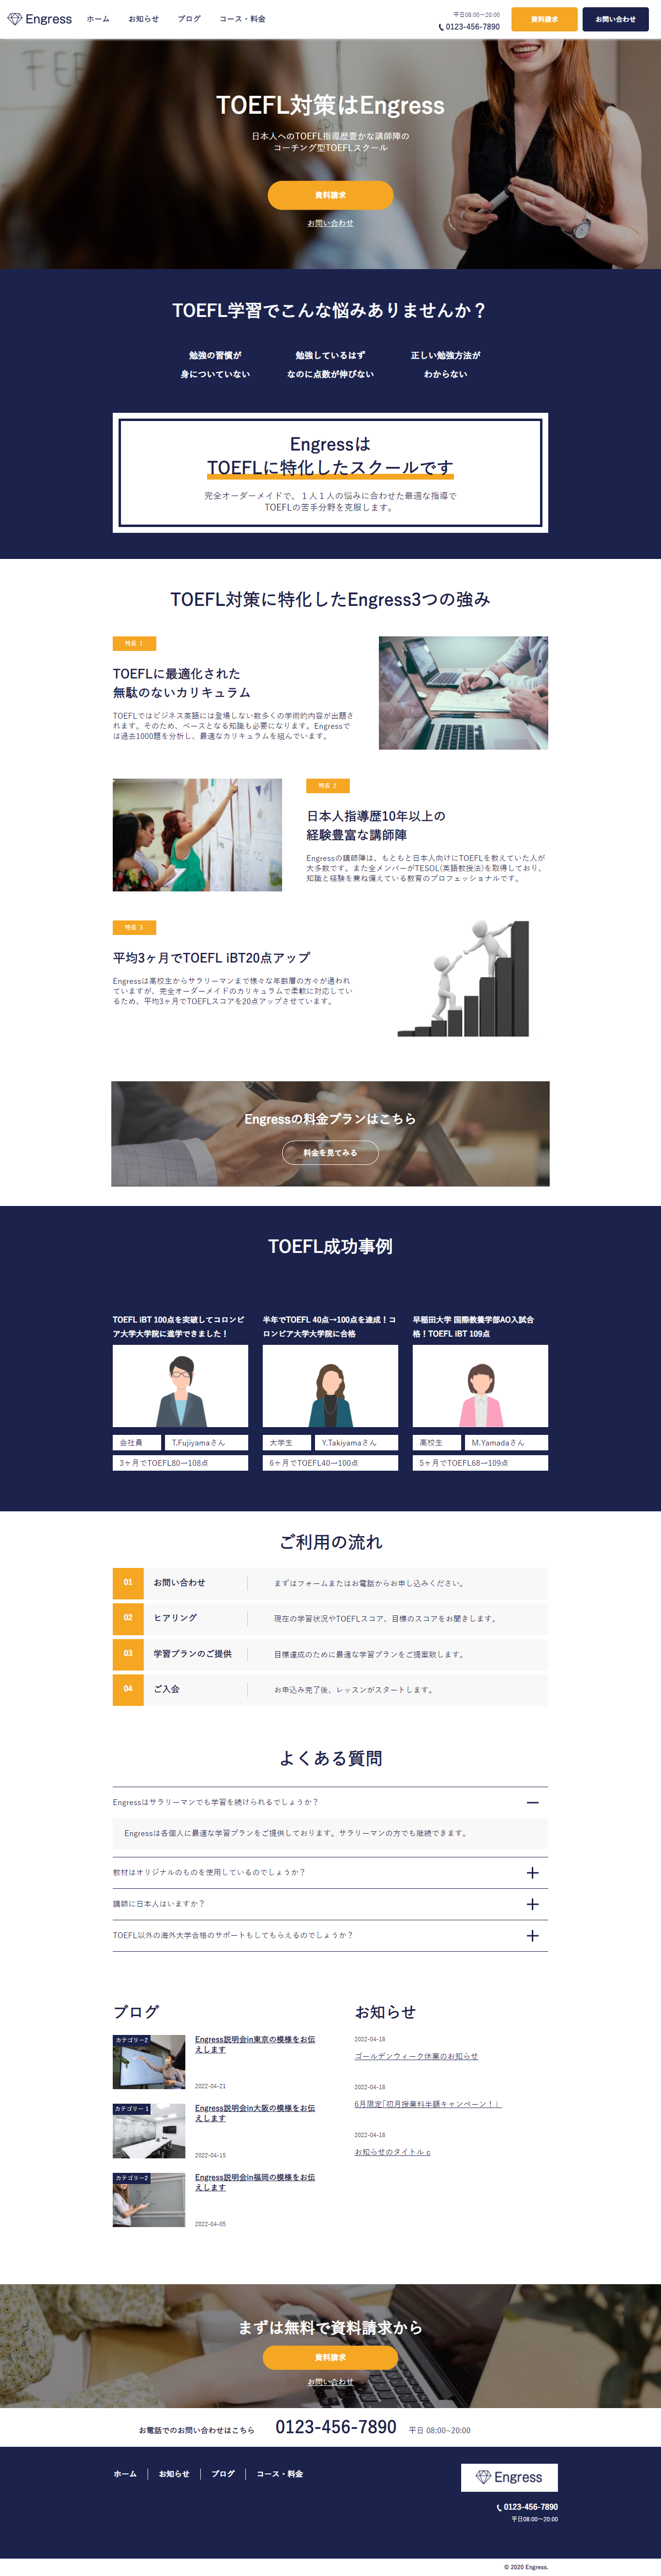 Engress ホーム お知らせ ブログ コース・料金
平日08:00〜20:00
0123-456-7890
資料請求 お問い合わせ
TOEFL対策はEngress
日本人へのTOEFL指導歴豊かな講師陣の
コーチング型TOEFLスクール
資料請求
お問い合わせ
TOEFL学習でこんな悩みありませんか？
勉強の習慣が
身についていない
勉強しているはず
なのに点数が伸びない
正しい勉強方法が
わからない
Engressは
TOEFLに特化したスクールです
完全オーダーメイドで、１人１人の悩みに合わせた最適な指導で
TOEFLの苦手分野を克服します。
TOEFL対策に特化したEngress3つの強み
特長 1
TOEFLに最適化された
無駄のないカリキュラム
TOEFLではビジネス英語には登場しない数多くの学術的内容が出題さ
れます。そのため、ベースとなる知識も必要になります。Engressで
は過去1000題を分析し、最適なカリキュラムを組んでいます。
特長 2
日本人指導歴10年以上の
経験豊富な講師陣
Engressの講師陣は、もともと日本人向けにTOEFLを教えていた人が
大多数です。また全メンバーがTESOL(英語教授法)を取得しており、
知識と経験を兼ね備えている教育のプロフェッショナルです。
特長 3
平均3ヶ月でTOEFL iBT20点アップ
Engressは高校生からサラリーマンまで様々な年齢層の方々が通われ
ていますが、完全オーダーメイドのカリキュラムで柔軟に対応してい
るため、平均3ヶ月でTOEFLスコアを20点アップさせています。
Engressの料金プランはこちら
料金を見てみる
TOEFL成功事例
TOEFL iBT 100点を突破してコロンビ
ア大学大学院に進学できました！
会社員 T.Fujiyamaさん
3ヶ月でTOEFL80→108点
半年でTOEFL 40点→100点を達成！コ
ロンビア大学大学院に合格
大学生 Y.Takiyamaさん
6ヶ月でTOEFL40→100点
早稲田大学 国際教養学部AO入試合
格！TOEFL iBT 109点
高校生 M.Yamadaさん
5ヶ月でTOEFL68→109点
ご利用の流れ
01 お問い合わせ まずはフォームまたはお電話からお申し込みください。
02 ヒアリング 現在の学習状況やTOEFLスコア、目標のスコアをお聞きします。
03 学習プランのご提供 目標達成のために最適な学習プランをご提案致します。
04 ご入会 お申込み完了後、レッスンがスタートします。
よくある質問
Engressはサラリーマンでも学習を続けられるでしょうか？
Engressは各個人に最適な学習プランをご提供しております。サラリーマンの方でも継続できます。
教材はオリジナルのものを使用しているのでしょうか？
講師に日本人はいますか？
TOEFL以外の海外大学合格のサポートもしてもらえるのでしょうか？
ブログ
カテゴリー2
Engress説明会in東京の模様をお伝
えします
2022-04-21
カテゴリー 1
Engress説明会in大阪の模様をお伝
えします
2022-04-15
カテゴリー2
Engress説明会in福岡の模様をお伝
えします
2022-04-05
お知らせ
2022-04-18
ゴールデンウィーク休業のお知らせ
2022-04-18
6月限定「初月授業料半額キャンペーン！」
2022-04-18
お知らせのタイトル c
まずは無料で資料請求から
資料請求
お問い合わせ
お電話でのお問い合わせはこちら 0123-456-7890 平日 08:00~20:00
ホーム お知らせ ブログ コース・料金
Engress
0123-456-7890
平日08:00〜20:00
© 2020 Engress.